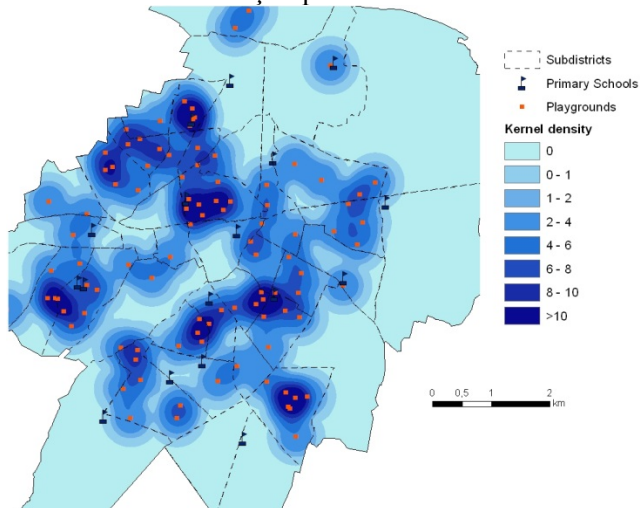 Subdistricts
Primary Schools
Playgrounds
Kernel density
0
0 - 1
1 - 2
2 - 4
4 - 6
6 - 8
8 - 10
>10
0 0,5 1 2
km